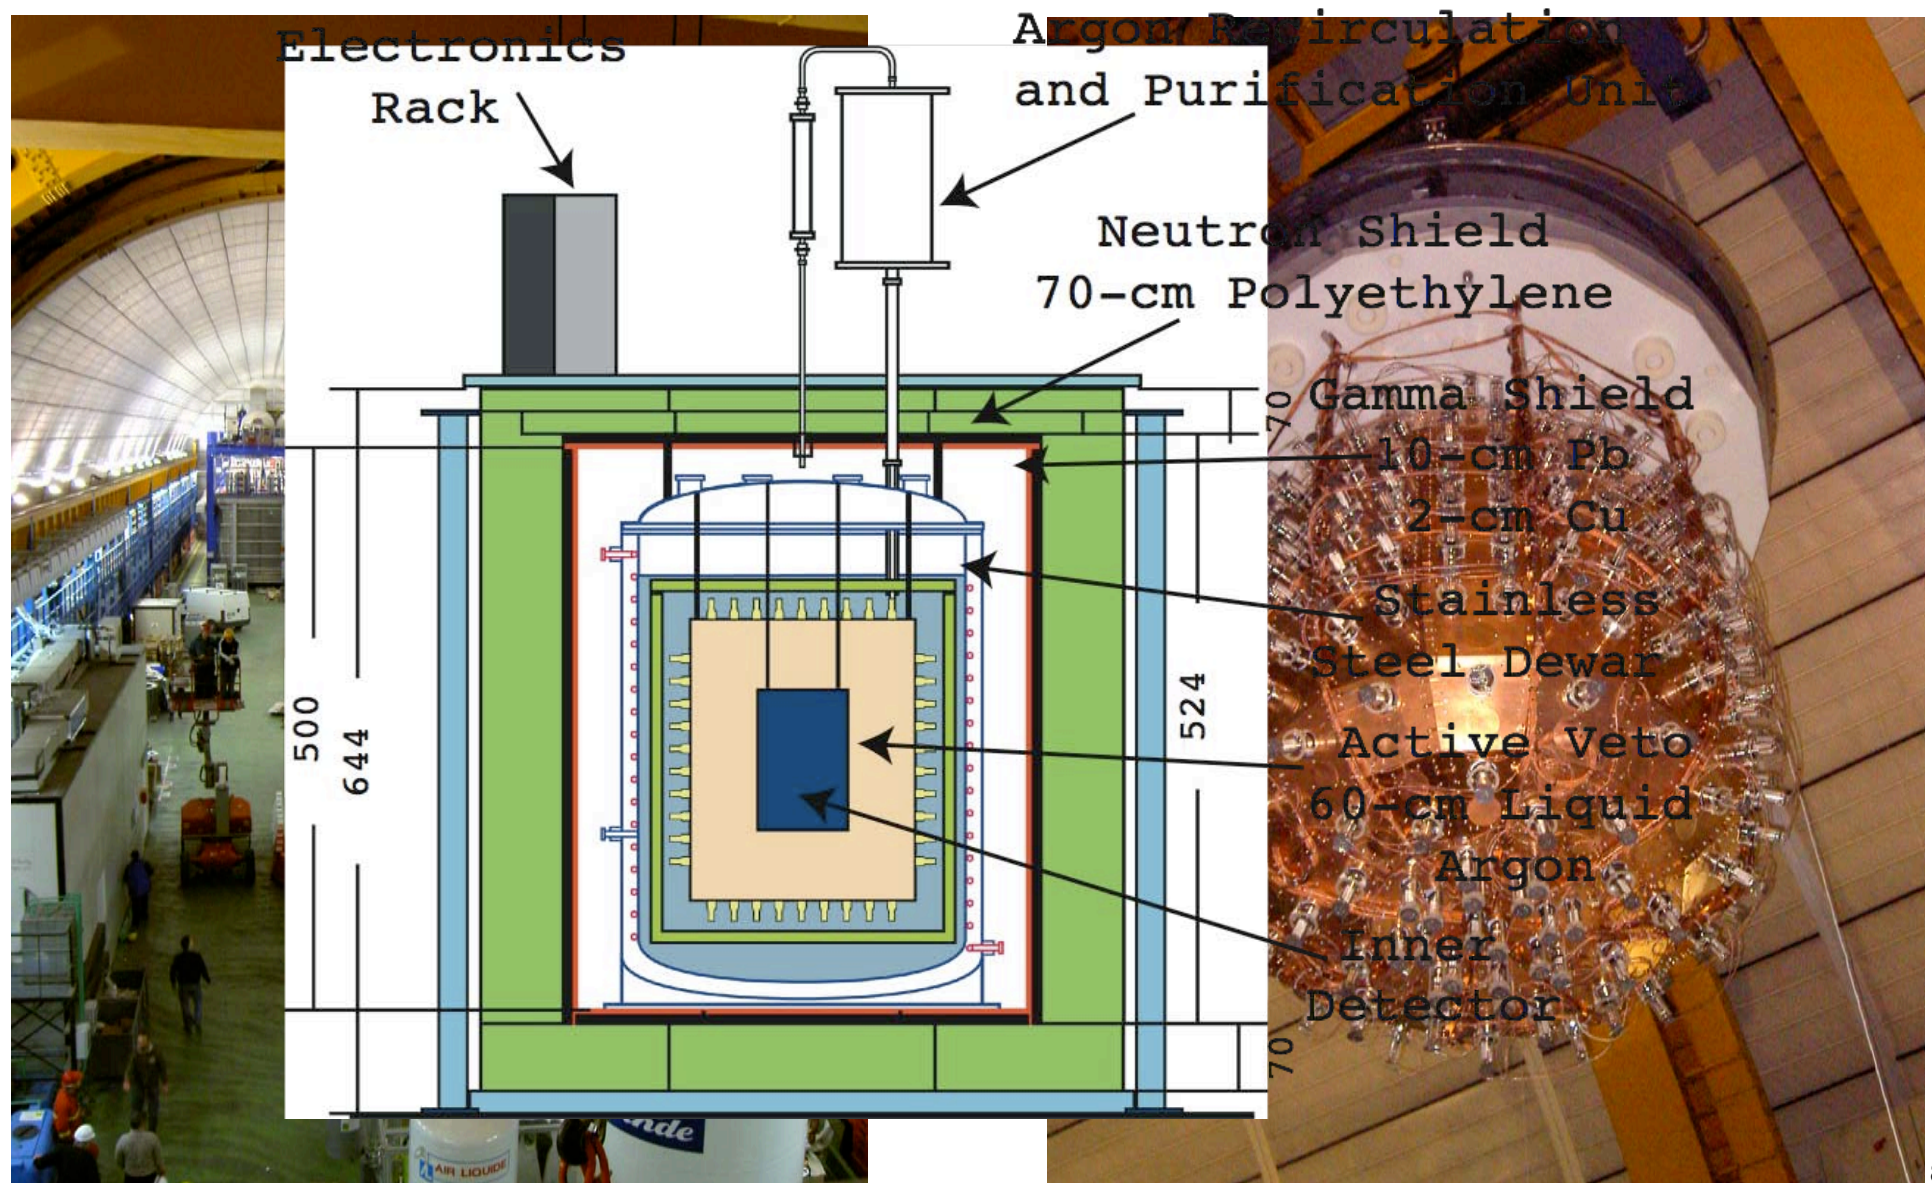 Electronics
Rack
Argon Recirculation
and Purification Unit
Neutron Shield
70-cm Polyethylene
70
Gamma Shield
10-cm Pb
2-cm Cu
Stainless
Steel Dewar
500
644
524
Active Veto
60-cm Liquid
Argon
Inner
Detector
70
AIR LIQUIDE